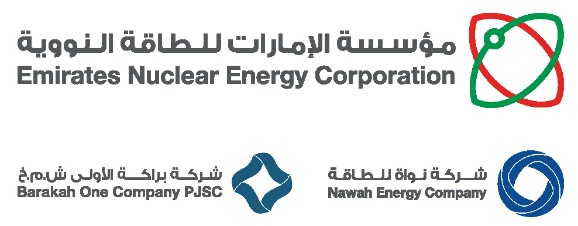 مؤسسة الإمارات للطاقة النووية
Emirates Nuclear Energy Corporation
شركة براكة الأولى ش.م.خ
Barakah One Company PJSC
شركة نواة للطاقة
Nawah Energy Company